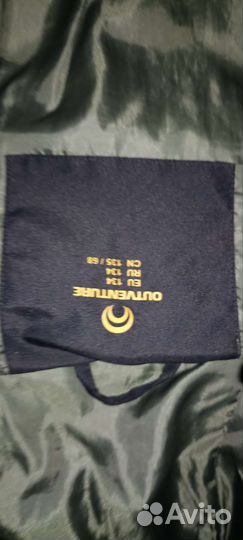 OUTVENTURE
EU 134
RU 134
CN 135 / 68
Avito